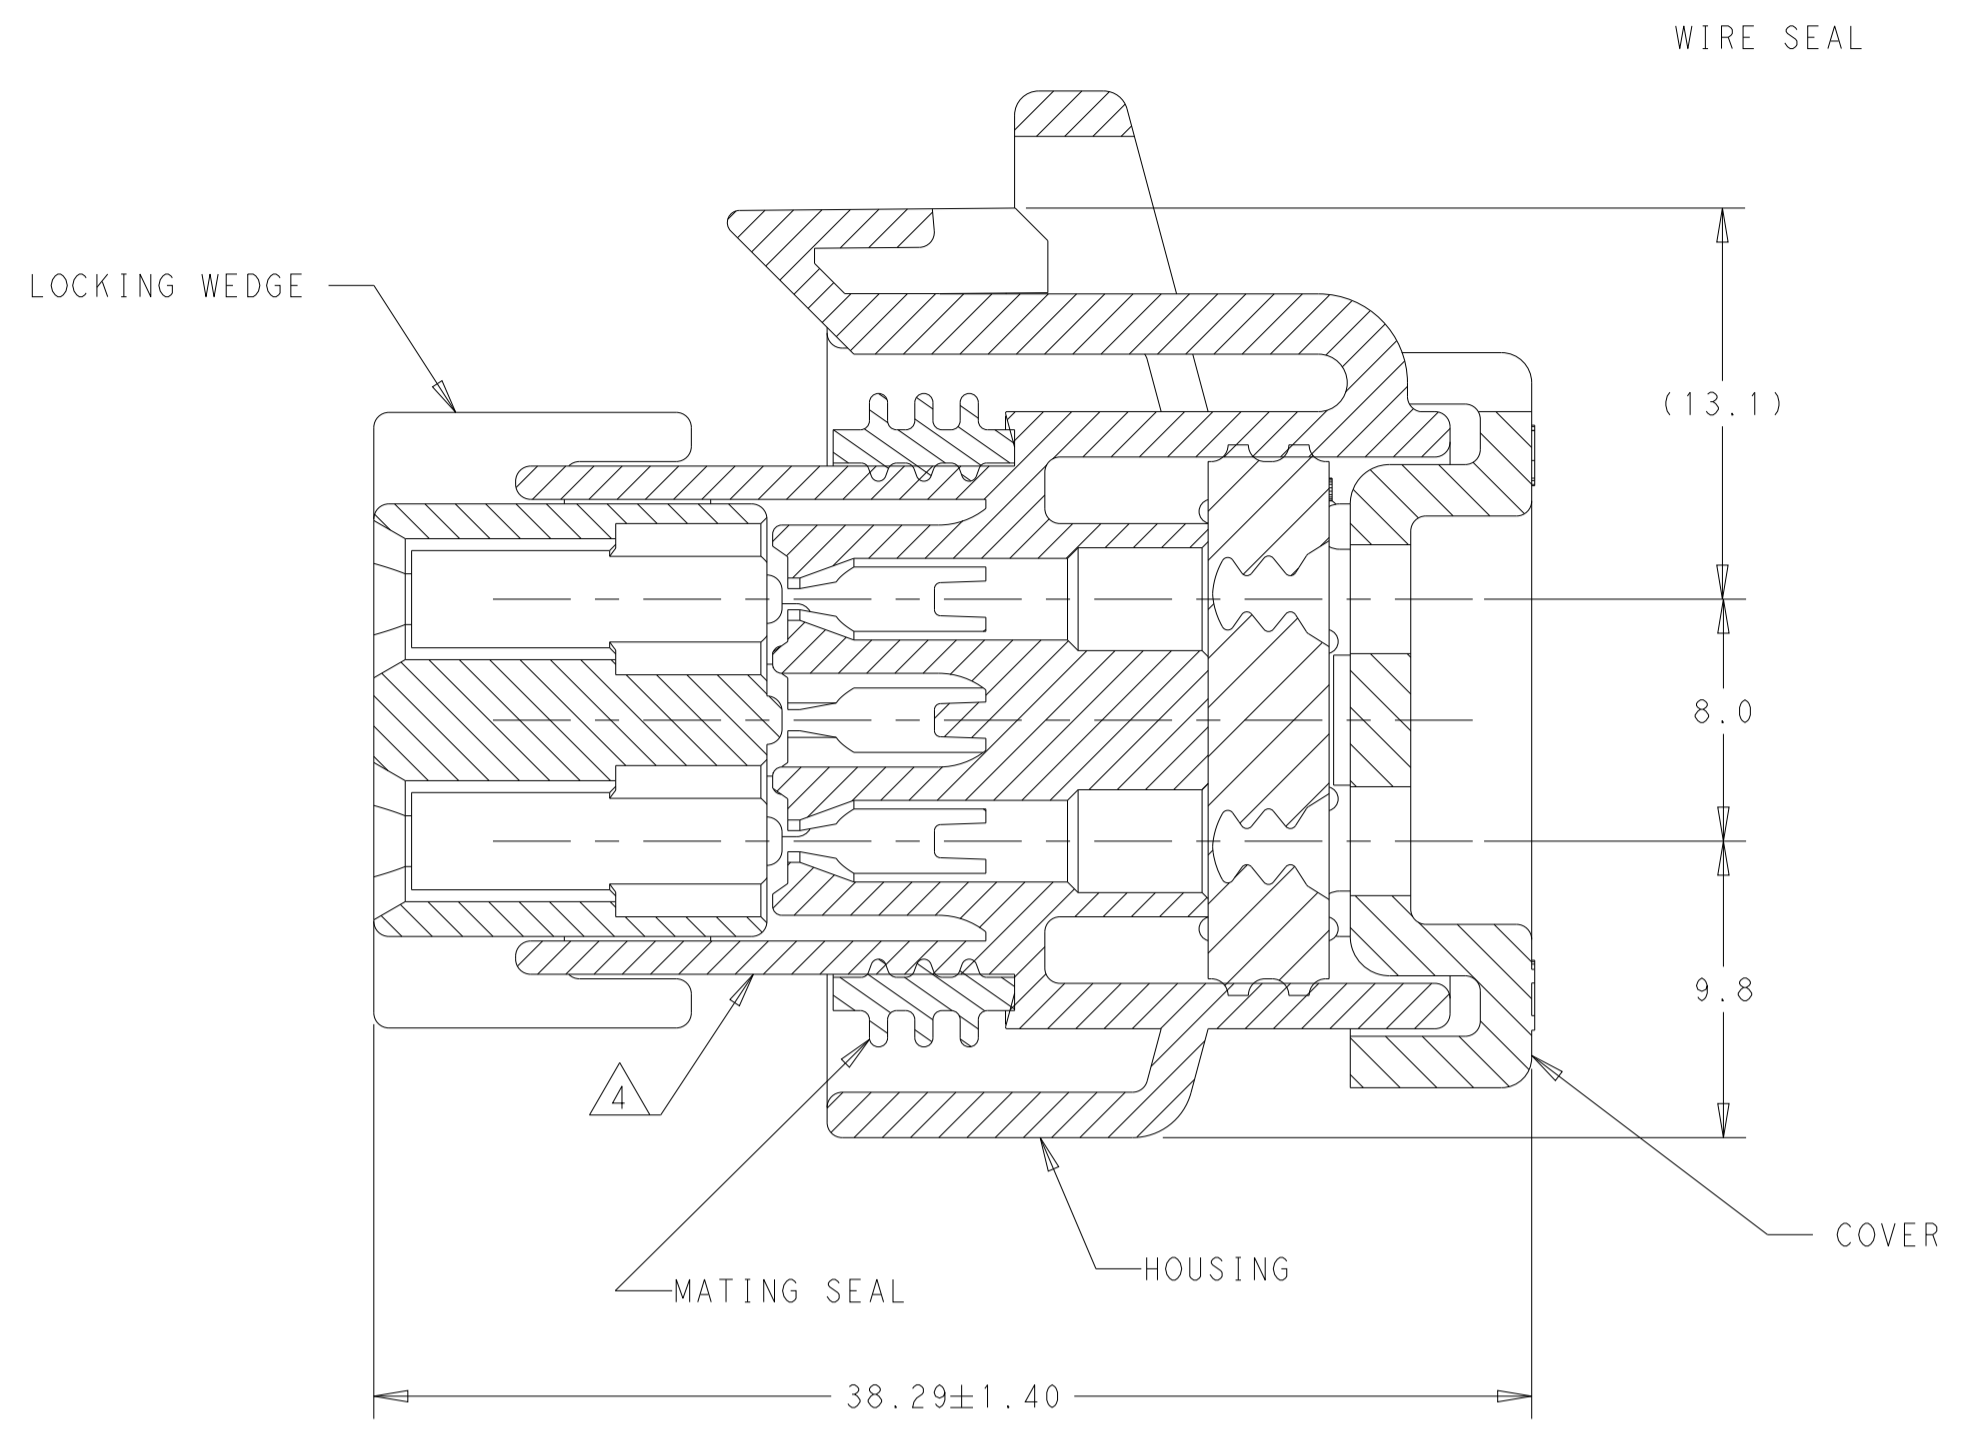 WIRE SEAL
LOCKING WEDGE
(13.1)
8.0
9.8
4
COVER
HOUSING
MATING SEAL
38.29±1.40